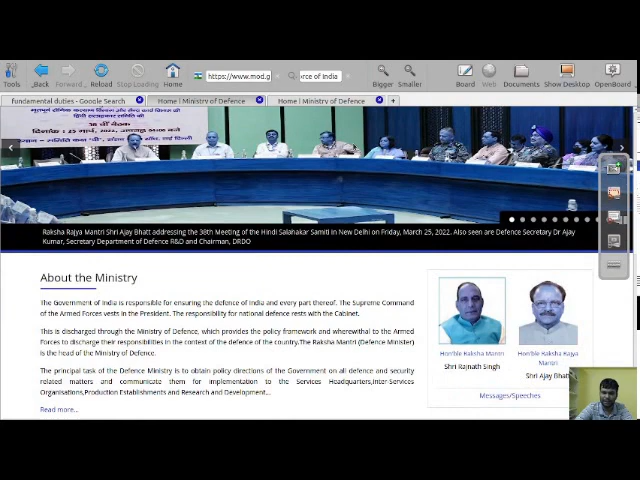 Tools
Back
Forward
Reload
Stop Loading
Home
https://www.mod.g
rce of India
Bigger
Smaller
Board
Web
Documents
Show Desktop
OpenBoard
fundamental duties - Google Search
Home | Ministry of Defence
Home | Ministry of Defence
हिंदी सलाहकार समिति की
38 वीं बैठक
Raksha Rajya Mantri Shri Ajay Bhatt addressing the 38th Meeting of the Hindi Salahakar Samiti in New Delhi on Friday, March 25, 2022. Also seen are Defence Secretary Dr Ajay
Kumar, Secretary Department of Defence R&D and Chairman, DRDO
About the Ministry
The Government of India is responsible for ensuring the defence of India and every part thereof. The Supreme Command
of the Armed Forces vests in the President. The responsibility for national defence rests with the Cabinet.
This is discharged through the Ministry of Defence, which provides the policy framework and wherewithal to the Armed
Forces to discharge their responsibilities in the context of the defence of the country.The Raksha Mantri (Defence Minister)
is the head of the Ministry of Defence.
The principal task of the Defence Ministry is to obtain policy directions of the Government on all defence and security
related matters and communicate them for implementation to the Services Headquarters,Inter-Services
Organisations,Production Establishments and Research and Development...
Read more...
Hon'ble Raksha Mantri
Shri Rajnath Singh
Hon'ble Raksha Rajya
Mantri
Shri Ajay Bhatt
Messages/Speeches